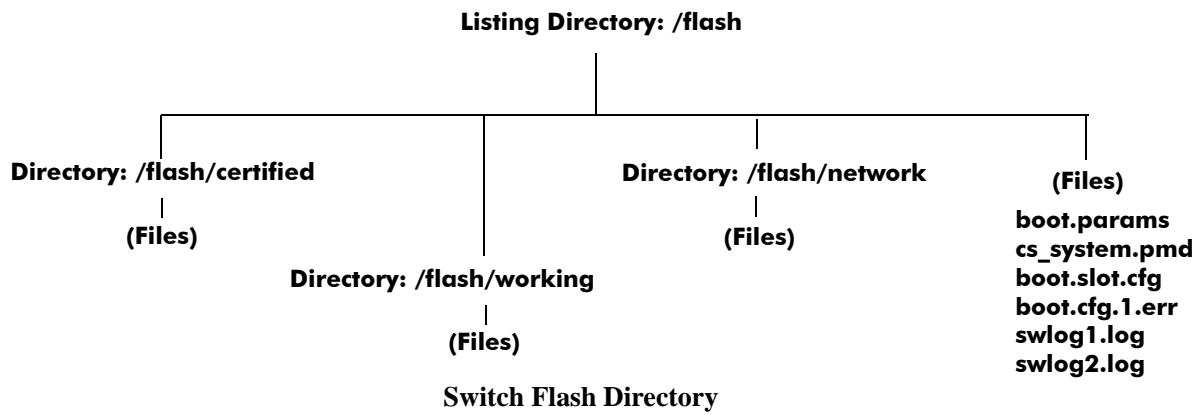 Listing Directory: /flash
Directory: /flash/certified
(Files)
Directory: /flash/working
(Files)
Directory: /flash/network
(Files)
(Files)
boot.params
cs_system.pmd
boot.slot.cfg
boot.cfg.1.err
swlog1.log
swlog2.log
Switch Flash Directory